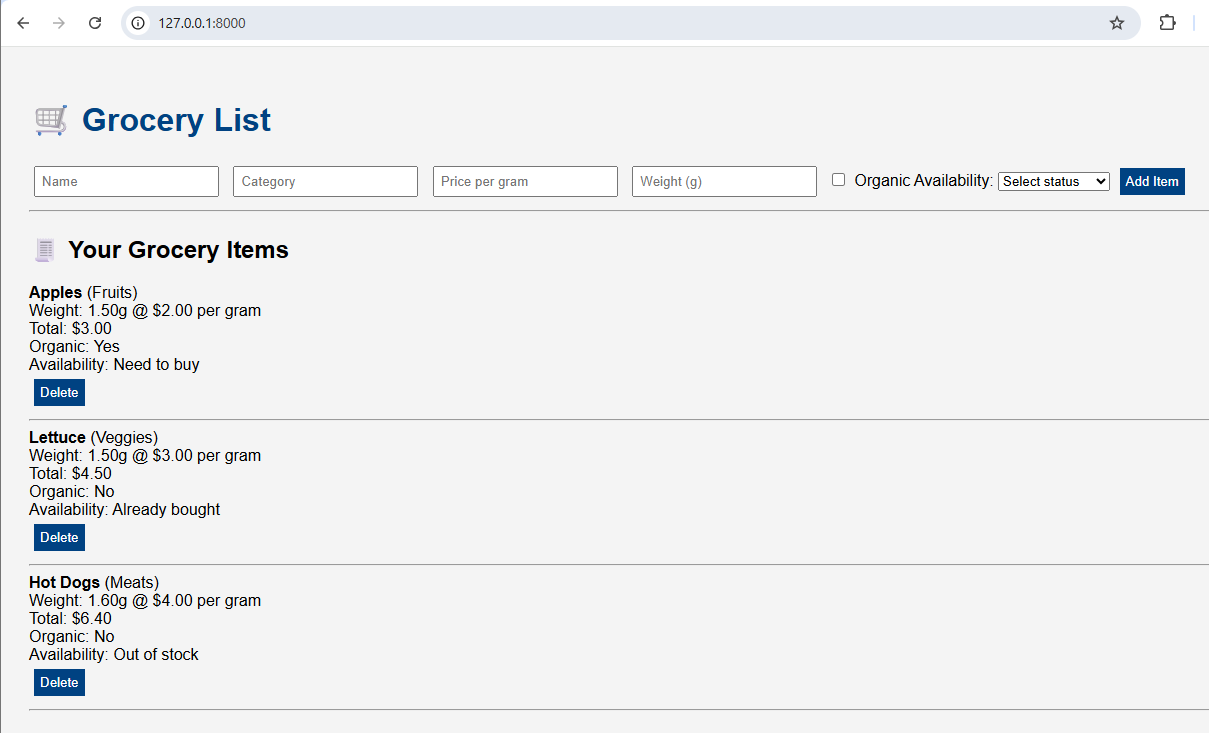 127.0.0.1:8000
Grocery List
Name Category Price per gram Weight (g) Organic Availability: Select status Add Item
Your Grocery Items
Apples (Fruits)
Weight: 1.50g @ $2.00 per gram
Total: $3.00
Organic: Yes
Availability: Need to buy
Delete
Lettuce (Veggies)
Weight: 1.50g @ $3.00 per gram
Total: $4.50
Organic: No
Availability: Already bought
Delete
Hot Dogs (Meats)
Weight: 1.60g @ $4.00 per gram
Total: $6.40
Organic: No
Availability: Out of stock
Delete